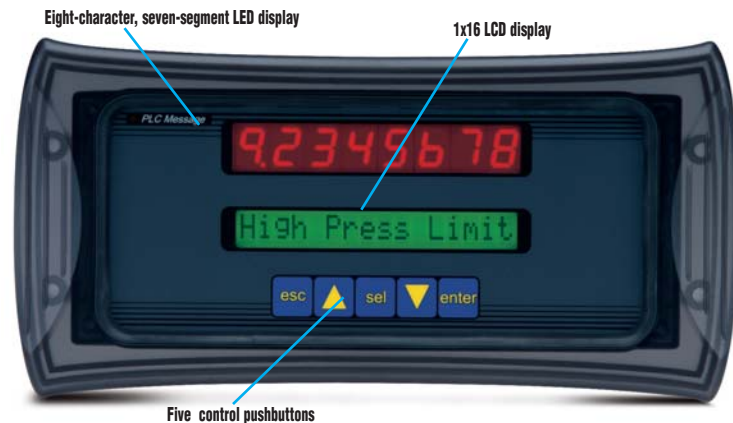 Eight-character, seven-segment LED display
1x16 LCD display
PLC Message
9.2345678
High Press Limit
esc sel enter
Five control pushbuttons